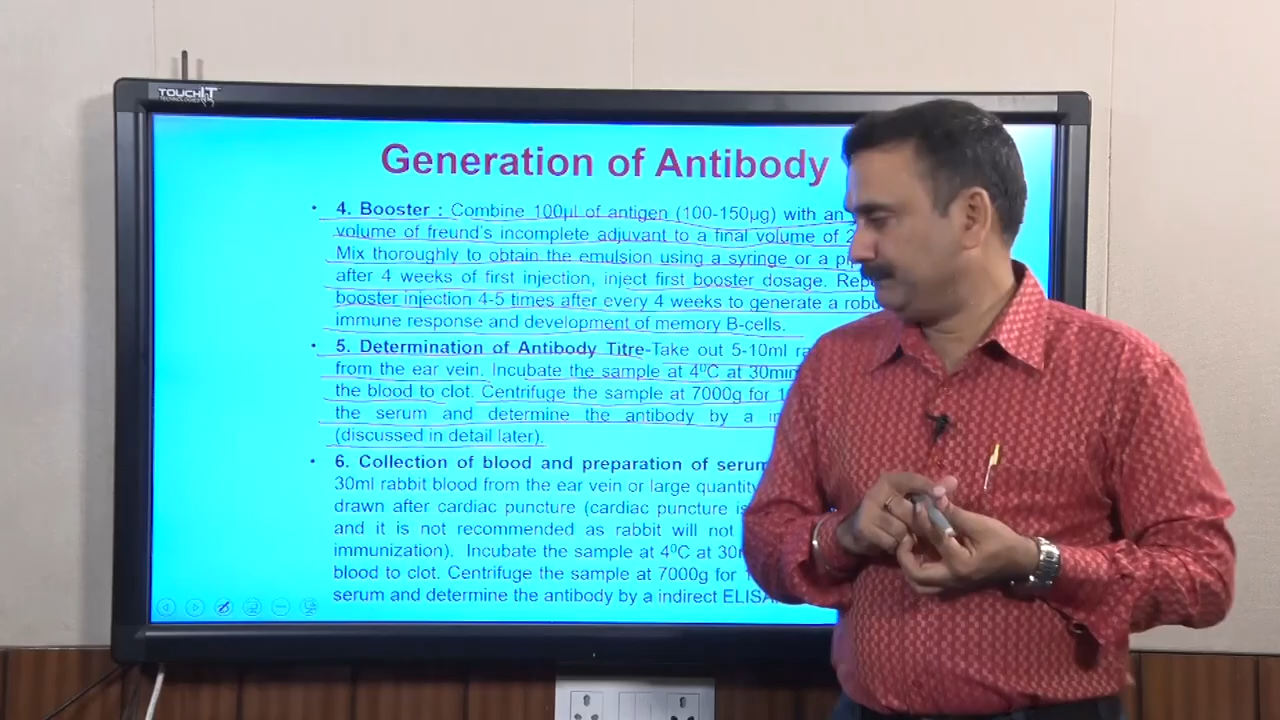 TOUCHIT
TECHNOLOGIES
Generation of Antibody
• 4. Booster : Combine 100µl of antigen (100-150µg) with an
volume of freund's incomplete adjuvant to a final volume of 2
Mix thoroughly to obtain the emulsion using a syringe or a
after 4 weeks of first injection, inject first booster dosage.
booster injection 4-5 times after every 4 weeks to generate a
immune response and development of memory B-cells.
• 5. Determination of Antibody Titre-Take out 5-10ml
from the ear vein. Incubate the sample at 4⁰C at 30min
the blood to clot. Centrifuge the sample at 7000g for 1
the serum and determine the antibody by a
(discussed in detail later).
• 6. Collection of blood and preparation of serum
30ml rabbit blood from the ear vein or large quantity
drawn after cardiac puncture (cardiac puncture is
and it is not recommended as rabbit will not
immunization). Incubate the sample at 4⁰C at
blood to clot. Centrifuge the sample at 7000g for
serum and determine the antibody by a indirect ELISA